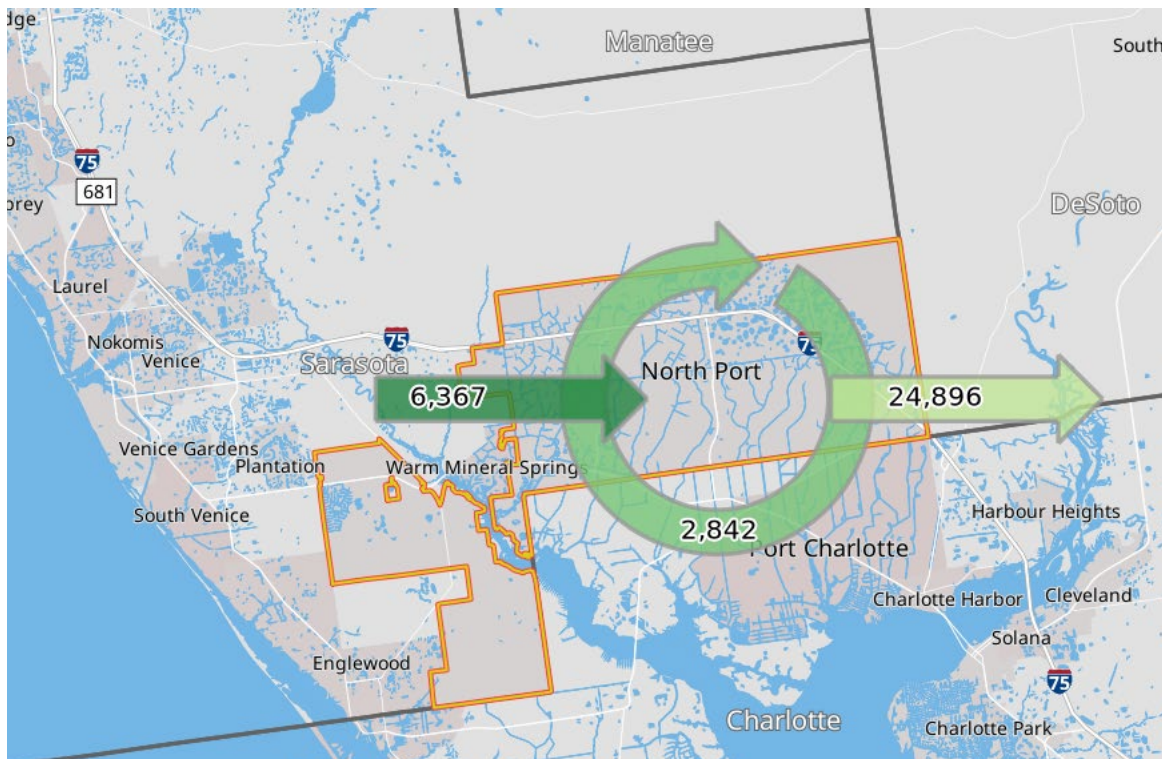 dge
Manatee
South
75
681
orey
DeSoto
Laurel
Nokomis
Venice
75
Sarasota
75
North Port
6,367
24,896
Venice Gardens
Plantation
Warm Mineral Springs
South Venice
2,842
Port Charlotte
Harbour Heights
Charlotte Harbor
Cleveland
Solana
Englewood
75
Charlotte
Charlotte Park